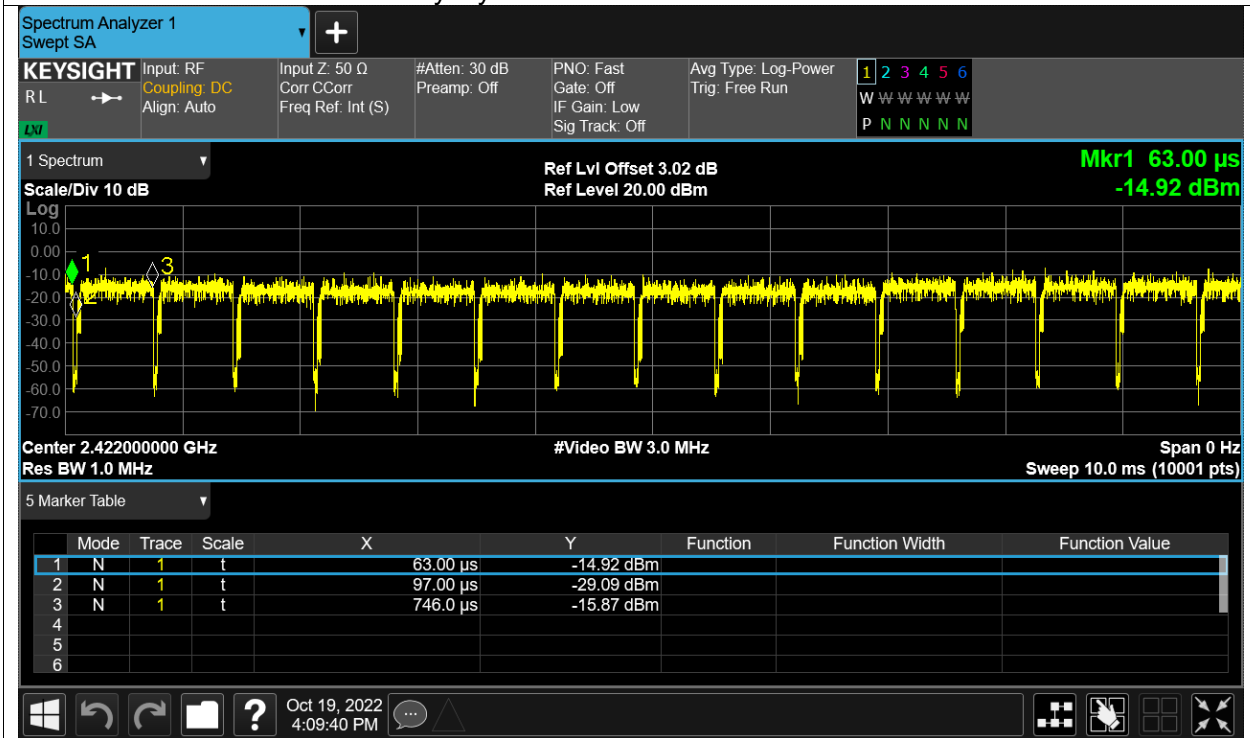 Spectrum Analyzer 1
Swept SA
+
KEYSIGHT Input: RF Input Z: 50 Ω #Atten: 30 dB PNO: Fast Avg Type: Log-Power 1 2 3 4 5 6
R L Coupling: DC Corr CCorr Preamp: Off Gate: Off Trig: Free Run W W W W W W
Align: Auto Freq Ref: Int (S) IF Gain: Low P N N N N N
LXI Sig Track: Off
1 Spectrum Ref Lvl Offset 3.02 dB Mkr1 63.00 µs
Scale/Div 10 dB Ref Level 20.00 dBm -14.92 dBm
Log
10.0
0.00
1 3
-10.0
-20.0 2
-30.0
-40.0
-50.0
-60.0
-70.0
Center 2.422000000 GHz #Video BW 3.0 MHz Span 0 Hz
Res BW 1.0 MHz Sweep 10.0 ms (10001 pts)
5 Marker Table
Mode Trace Scale X Y Function Function Width Function Value
1 N 1 t 63.00 µs -14.92 dBm
2 N 1 t 97.00 µs -29.09 dBm
3 N 1 t 746.0 µs -15.87 dBm
4
5
6
? Oct 19, 2022
4:09:40 PM